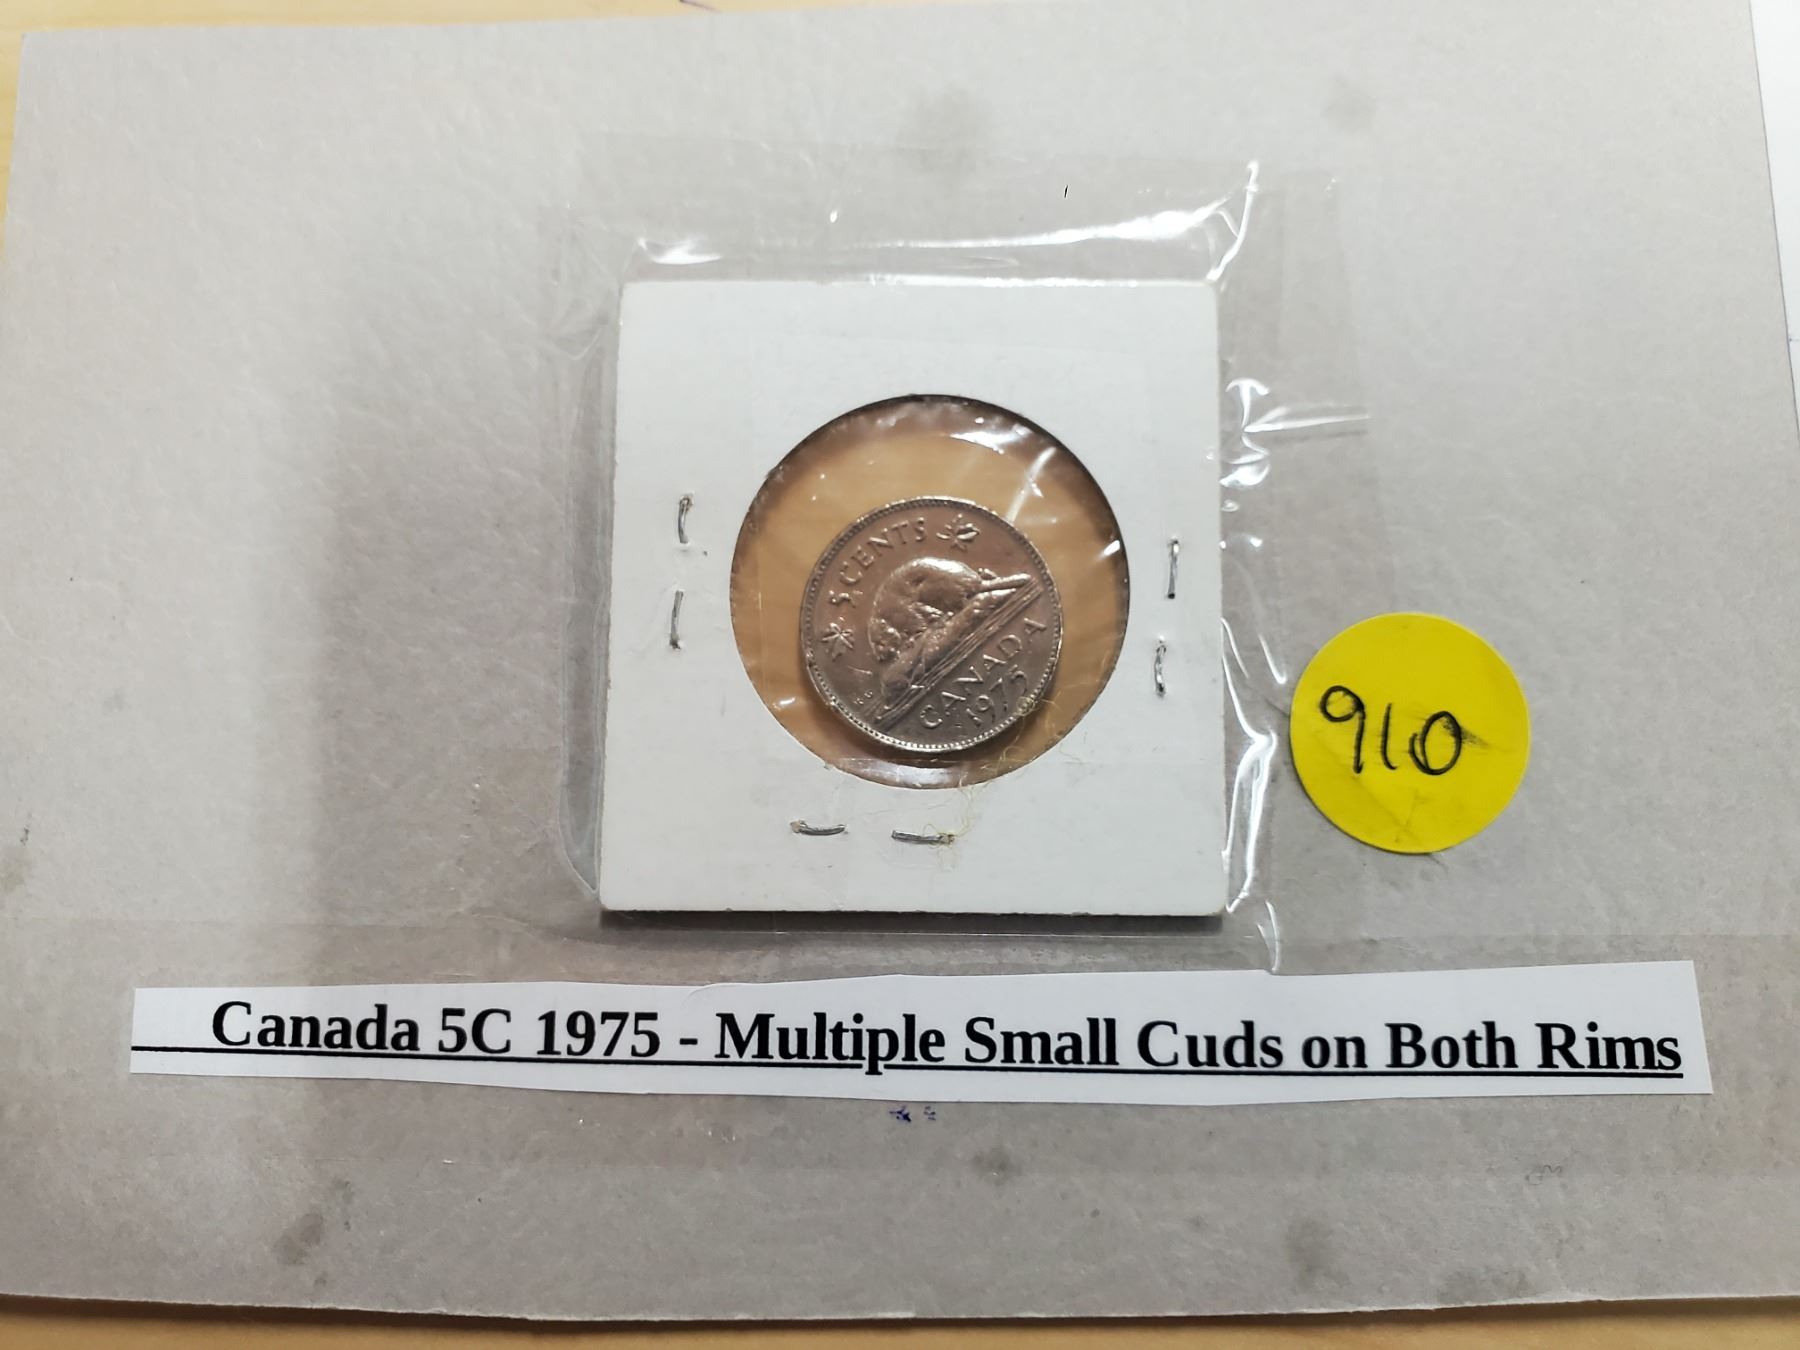 5 CENTS
CANADA
1975
K G
910
Canada 5C 1975 - Multiple Small Cuds on Both Rims